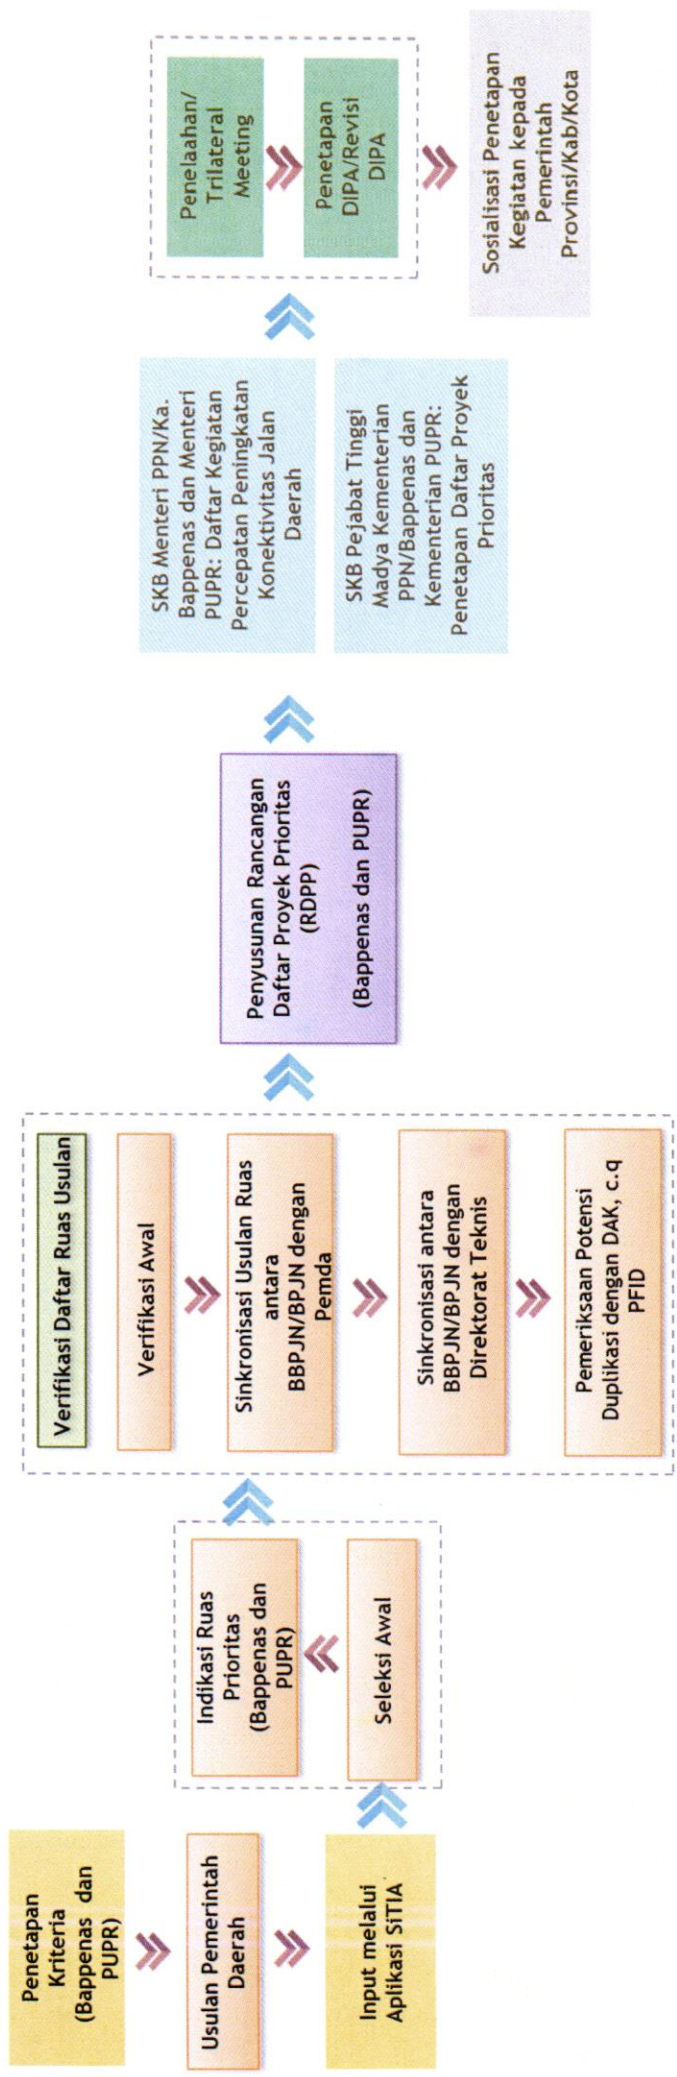 Penetapan
Kriteria
(Bappenas dan
PUPR)
Usulan Pemerintah
Daerah
Input melalui
Aplikasi SiTIA
Indikasi Ruas
Prioritas
(Bappenas dan
PUPR)
Seleksi Awal
Verifikasi Daftar Ruas Usulan
Verifikasi Awal
Sinkronisasi Usulan Ruas
antara
BBPJN/BPJN dengan
Pemda
Sinkronisasi antara
BBPJN/BPJN dengan
Direktorat Teknis
Pemeriksaan Potensi
Duplikasi dengan DAK, c.q
PFID
Penyusunan Rancangan
Daftar Proyek Prioritas
(RDPP)
(Bappenas dan PUPR)
SKB Menteri PPN/Ka.
Bappenas dan Menteri
PUPR: Daftar Kegiatan
Percepatan Peningkatan
Konektivitas Jalan
Daerah
SKB Pejabat Tinggi
Madya Kementerian
PPN/Bappenas dan
Kementerian PUPR:
Penetapan Daftar Proyek
Prioritas
Penelaahan/
Trilateral
Meeting
Penetapan
DIPA/Revisi
DIPA
Sosialisasi Penetapan
Kegiatan kepada
Pemerintah
Provinsi/Kab/Kota